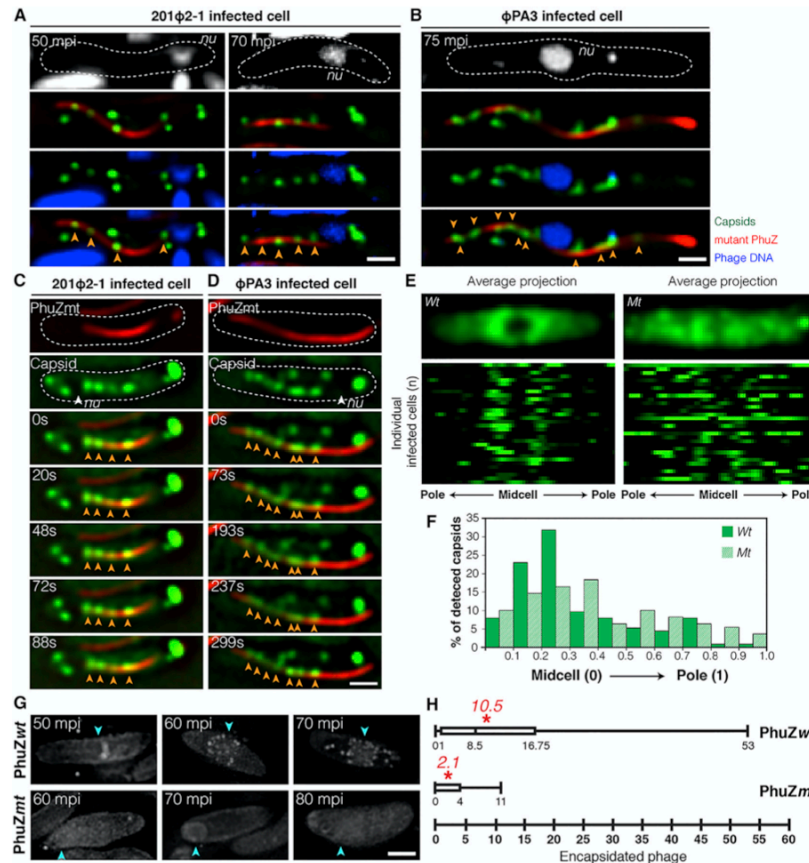 A 201ϕ2-1 infected cell
50 mpi nu
70 mpi nu
B ϕPA3 infected cell
75 mpi nu
Capsids
mutant PhuZ
Phage DNA
C 201ϕ2-1 infected cell
PhuZmt
Capsid
nu
0s
20s
48s
72s
88s
D ϕPA3 infected cell
Capsid
nu
0s
73s
193s
237s
299s
E Average projection Average projection
Wt Mt
Individual
infected cells (n)
Pole Midcell Pole Midcell Pol
F
% of deteced capsids
35
30
25
20
15
10
5
0
Wt
Mt
0.1 0.2 0.3 0.4 0.5 0.6 0.7 0.8 0.9 1.0
Midcell (0) Pole (1)
G
PhuZwt
50 mpi 60 mpi 70 mpi
PhuZmt
60 mpi 70 mpi 80 mpi
H
10.5
*
PhuZw
01 8.5 16.75 53
2.1
*
PhuZm
0 4 11
0 5 10 15 20 25 30 35 40 45 50 55 60
Encapsidated phage